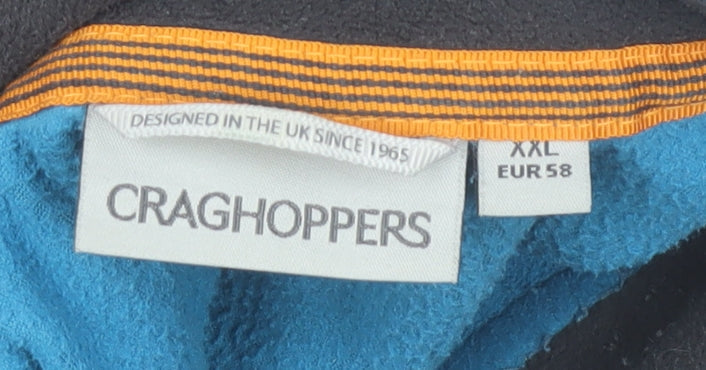 DESIGNED IN THE UK SINCE 1965
CRAGHOPPERS
XXL
EUR 58